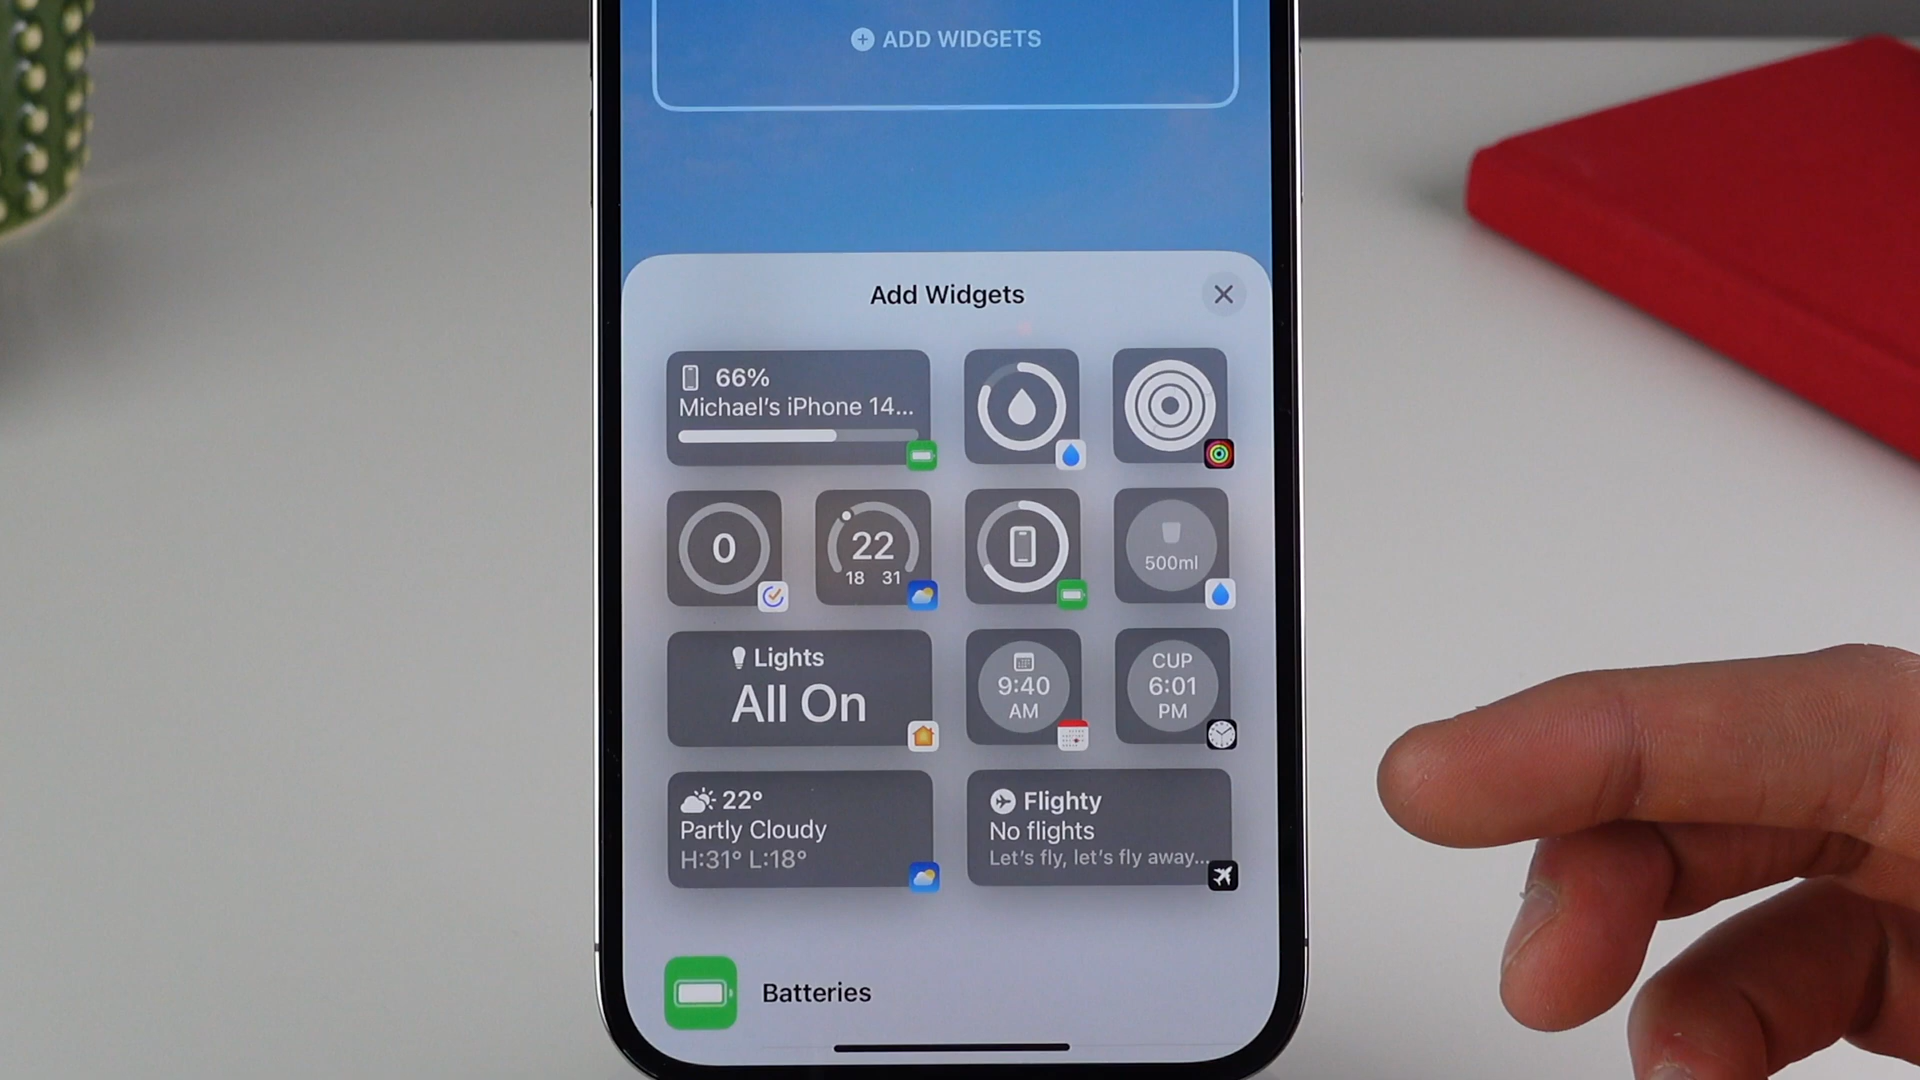 ADD WIDGETS
Add Widgets
66%
Michael's iPhone 14...
0
22
18 31
500ml
Lights
All On
9:40
AM
CUP
6:01
PM
22°
Partly Cloudy
H:31° L:18°
Flighty
No flights
Let's fly, let's fly away...
Batteries